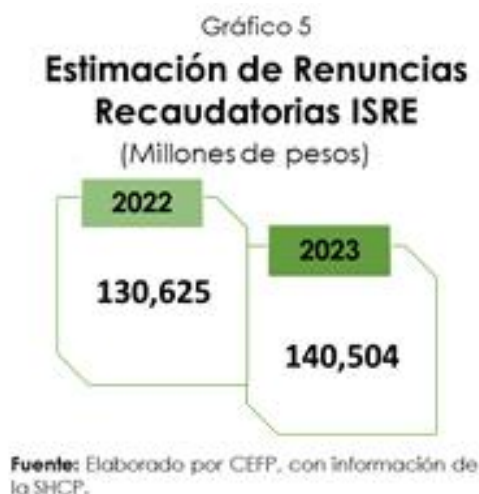 Gráfico 5
Estimación de Renuncias
Recaudatorias ISRE
(Millones de pesos)
2022
2023
130,625
140,504
Fuente: Elaborado por CEFP, con información de
la SHCP.